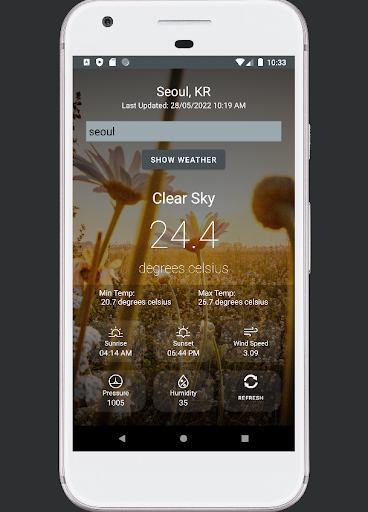 10:33
Seoul, KR
Last Updated: 28/05/2022 10:19 AM
seoul
SHOW WEATHER
Clear Sky
24.4
degrees celsius
Min Temp: Max Temp:
20.7 degrees celsius 26.7 degrees celsius
Sunrise Sunset Wind Speed
04:14 AM 06:44 PM 3.09
Pressure Humidity REFRESH
1005 35